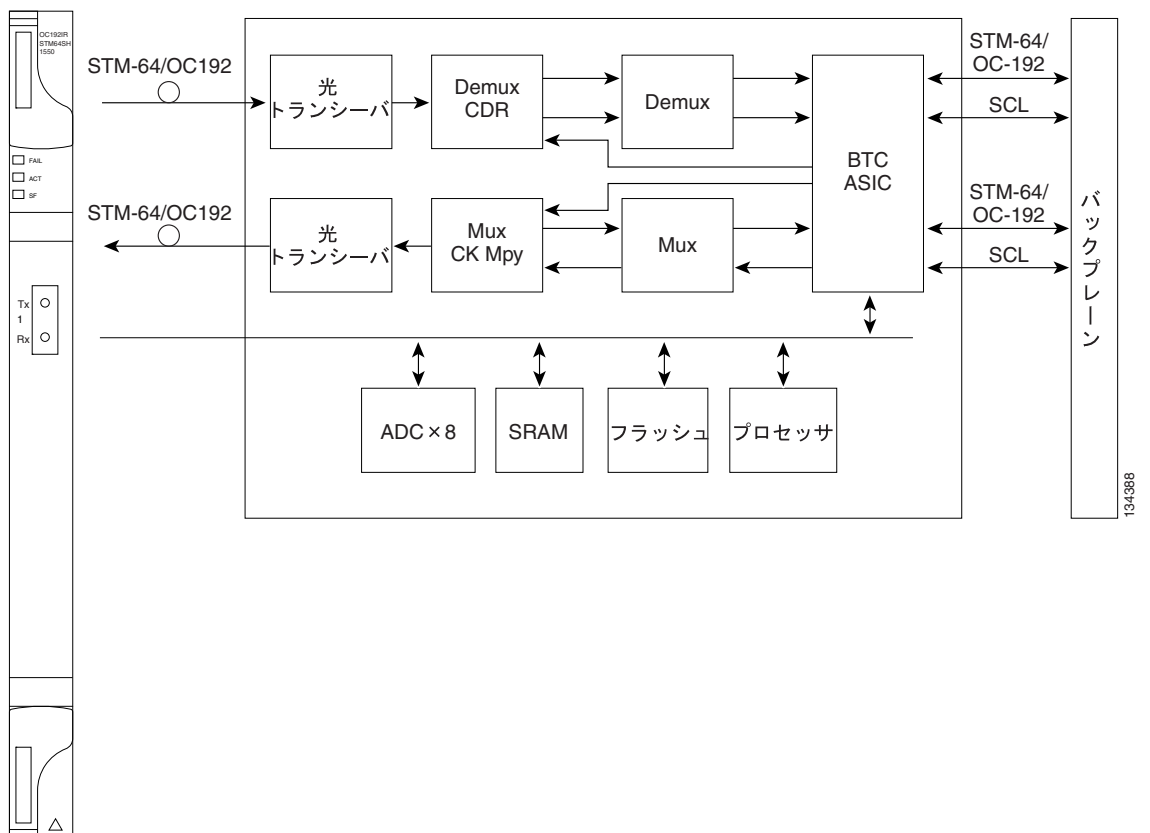 OC192IR
STM64SH
1550
FAIL
ACT
SF
Tx
1
Rx
STM-64/OC192
光
トランシーバ
Demux
CDR
Demux
BTC
ASIC
STM-64/
OC-192
SCL
STM-64/OC192
光
トランシーバ
Mux
CK Mpy
Mux
STM-64/
OC-192
SCL
バックプレーン
ADC×8
SRAM
フラッシュ
プロセッサ
134388